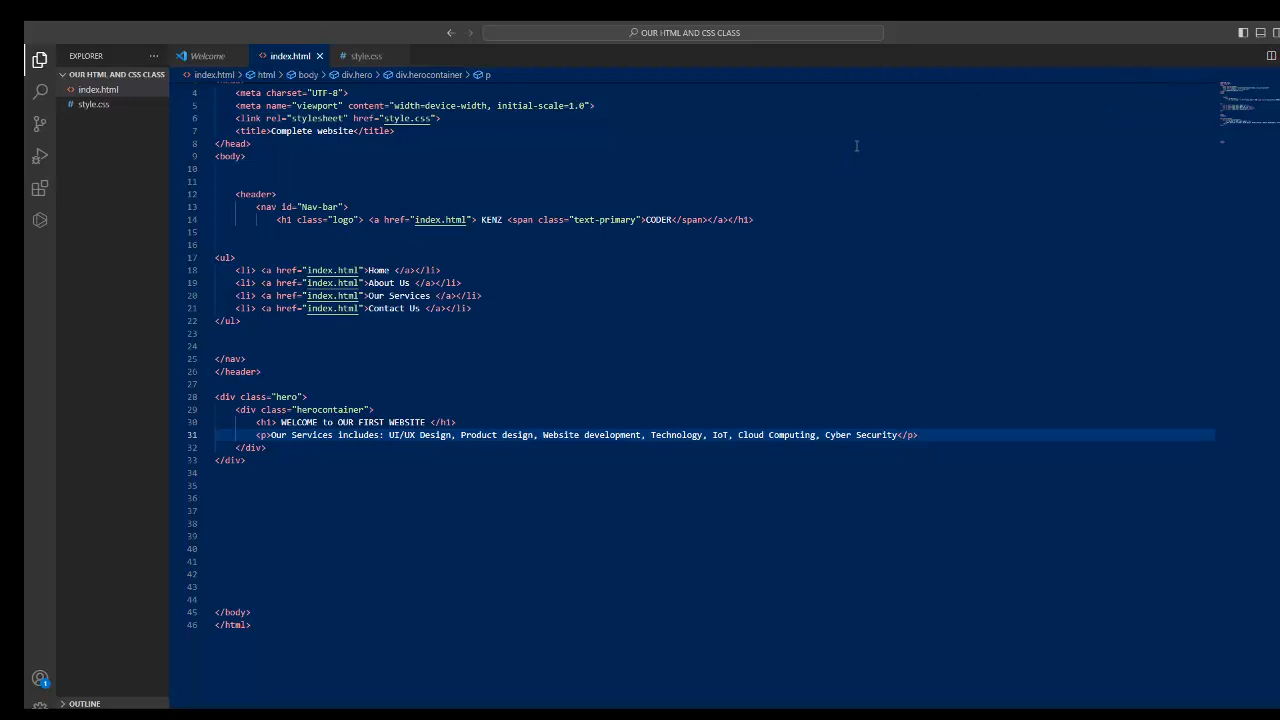 OUR HTML AND CSS CLASS
EXPLORER
Welcome
index.html
style.css
OUR HTML AND CSS CLASS
index.html > html > body > div.hero > div.herocontainer > p
index.html
style.css
4 <meta charset="UTF-8">
5 <meta name="viewport" content="width=device-width, initial-scale=1.0">
6 <link rel="stylesheet" href="style.css">
7 <title>Complete website</title>
8 </head>
9 <body>
10
11
12 <header>
13 <nav id="Nav-bar">
14 <h1 class="logo"> <a href="index.html"> KENZ <span class="text-primary">CODER</span></a></h1>
15
16
17 <ul>
18 <li> <a href="index.html">Home </a></li>
19 <li> <a href="index.html">About Us </a></li>
20 <li> <a href="index.html">Our Services </a></li>
21 <li> <a href="index.html">Contact Us </a></li>
22 </ul>
23
24
25 </nav>
26 </header>
27
28 <div class="hero">
29 <div class="herocontainer">
30 <h1> WELCOME to OUR FIRST WEBSITE </h1>
31 <p>Our Services includes: UI/UX Design, Product design, Website development, Technology, IoT, Cloud Computing, Cyber Security</p>
32 </div>
33 </div>
34
35
36
37
38
39
40
41
42
43
44
45 </body>
46 </html>
1
OUTLINE